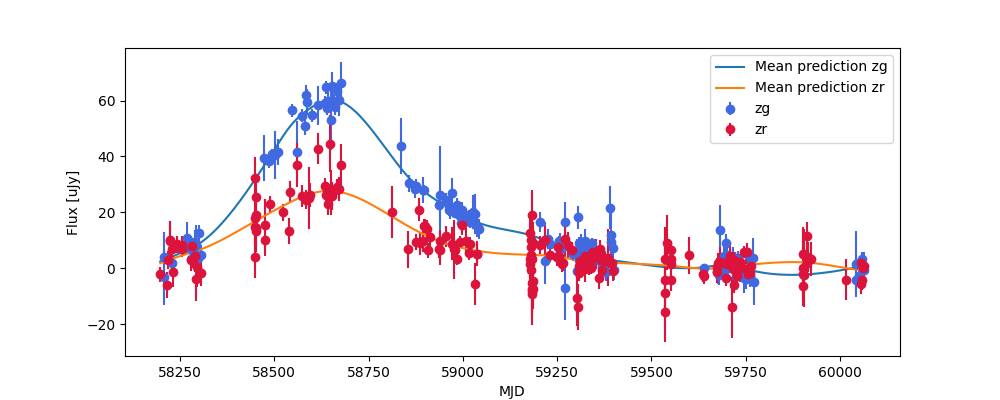 Mean prediction zg
Mean prediction zr
zg
zr
Flux [uJy]
60
40
20
0
−20
58250 58500 58750 59000 59250 59500 59750 60000
MJD